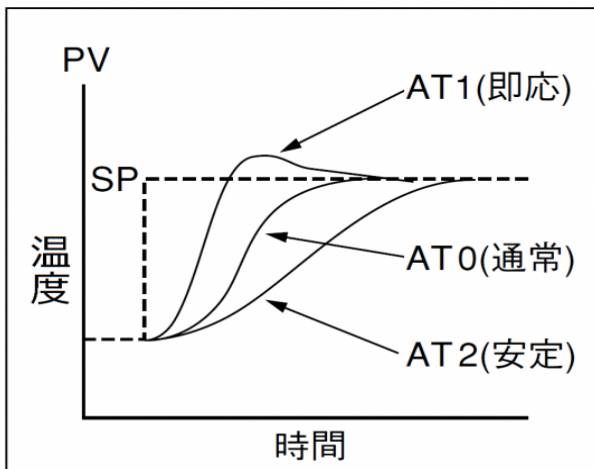 PV
AT1(即応)
SP
温度
AT0(通常)
AT2(安定)
時間